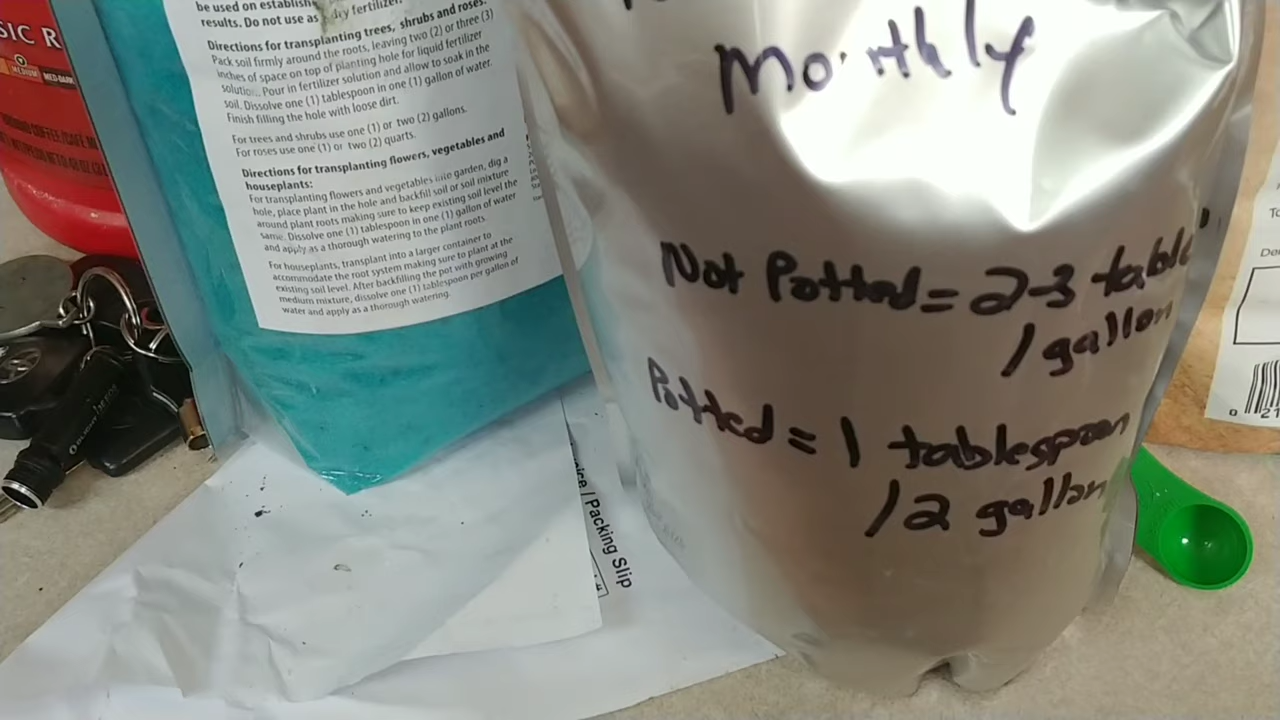 be used on establish
results. Do not use as dry fertilizer.
Directions for transplanting trees, shrubs and roses:
Pack soil firmly around the roots, leaving two (2) or three (3)
inches of space on top of planting hole for liquid fertilizer
solution. Pour in fertilizer solution and allow to soak in the
soil. Dissolve one (1) tablespoon in one (1) gallon of water.
Finish filling the hole with loose dirt.
For trees and shrubs use one (1) or two (2) gallons.
For roses use one (1) or two (2) quarts.
Directions for transplanting flowers, vegetables and
houseplants:
For transplanting flowers and vegetables into garden, dig a
hole, place plant in the hole and backfill soil or soil mixture
around plant roots making sure to keep existing soil level the
same. Dissolve one (1) tablespoon in one (1) gallon of water
and apply as a thorough watering to the plant roots.
For houseplants, transplant into a larger container to
accommodate the root system making sure to plant at the
existing soil level. After backfilling the pot with growing
medium mixture, dissolve one (1) tablespoon per gallon of
water and apply as a thorough watering.
Monthly
Not Potted = 2-3 table
/gallon
Potted = 1 tablespoon
/2 gallon
SIC R
MEDIUM
MED-DARK
Packing Slip
0 21